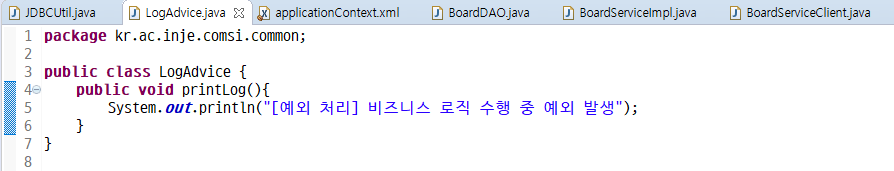 JDBCUtil.java LogAdvice.java applicationContext.xml BoardDAO.java BoardServiceImpl.java BoardServiceClient.java
1 package kr.ac.inje.comsi.common;
2
3 public class LogAdvice {
4 public void printLog(){
5 System.out.println("[예외 처리] 비즈니스 로직 수행 중 예외 발생");
6 }
7 }
8